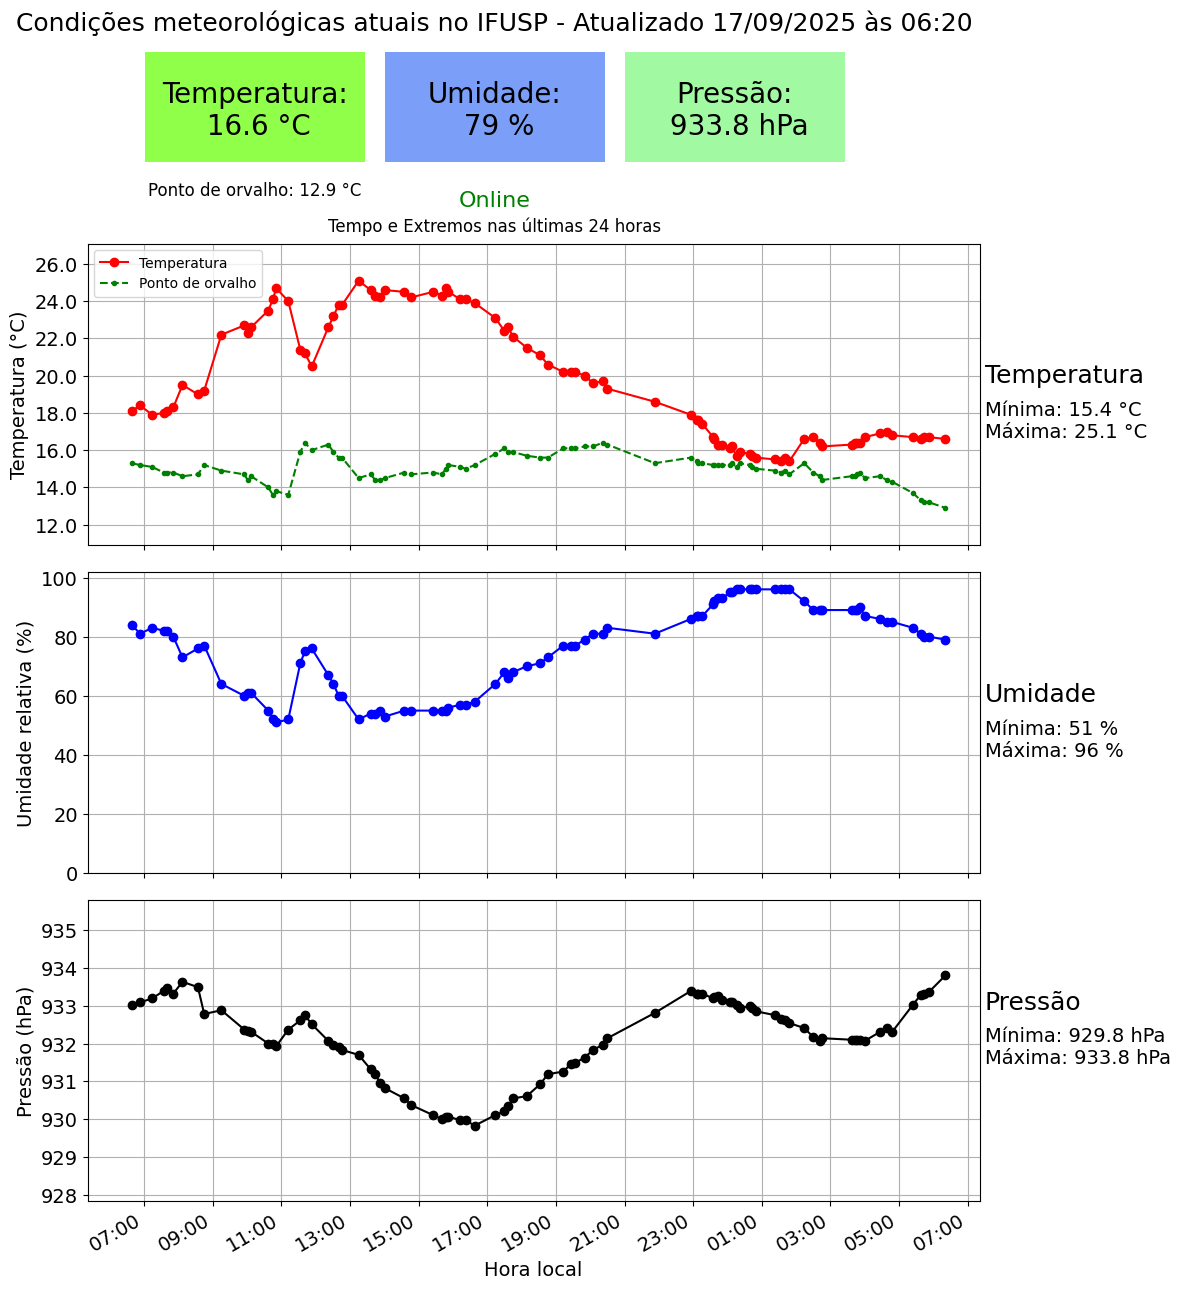 Condições meteorológicas atuais no IFUSP - Atualizado 17/09/2025 às 06:20
Temperatura:
16.6 °C
Umidade:
79 %
Pressão:
933.8 hPa
Ponto de orvalho: 12.9 °C
Online
Tempo e Extremos nas últimas 24 horas
Temperatura
Ponto de orvalho
Temperatura (°C)
26.0
24.0
22.0
20.0
18.0
16.0
14.0
12.0
Temperatura
Mínima: 15.4 °C
Máxima: 25.1 °C
Umidade relativa (%)
100
80
60
40
20
0
Umidade
Mínima: 51 %
Máxima: 96 %
Pressão (hPa)
935
934
933
932
931
930
929
928
Pressão
Mínima: 929.8 hPa
Máxima: 933.8 hPa
07:00
09:00
11:00
13:00
15:00
17:00
19:00
21:00
23:00
01:00
03:00
05:00
07:00
Hora local